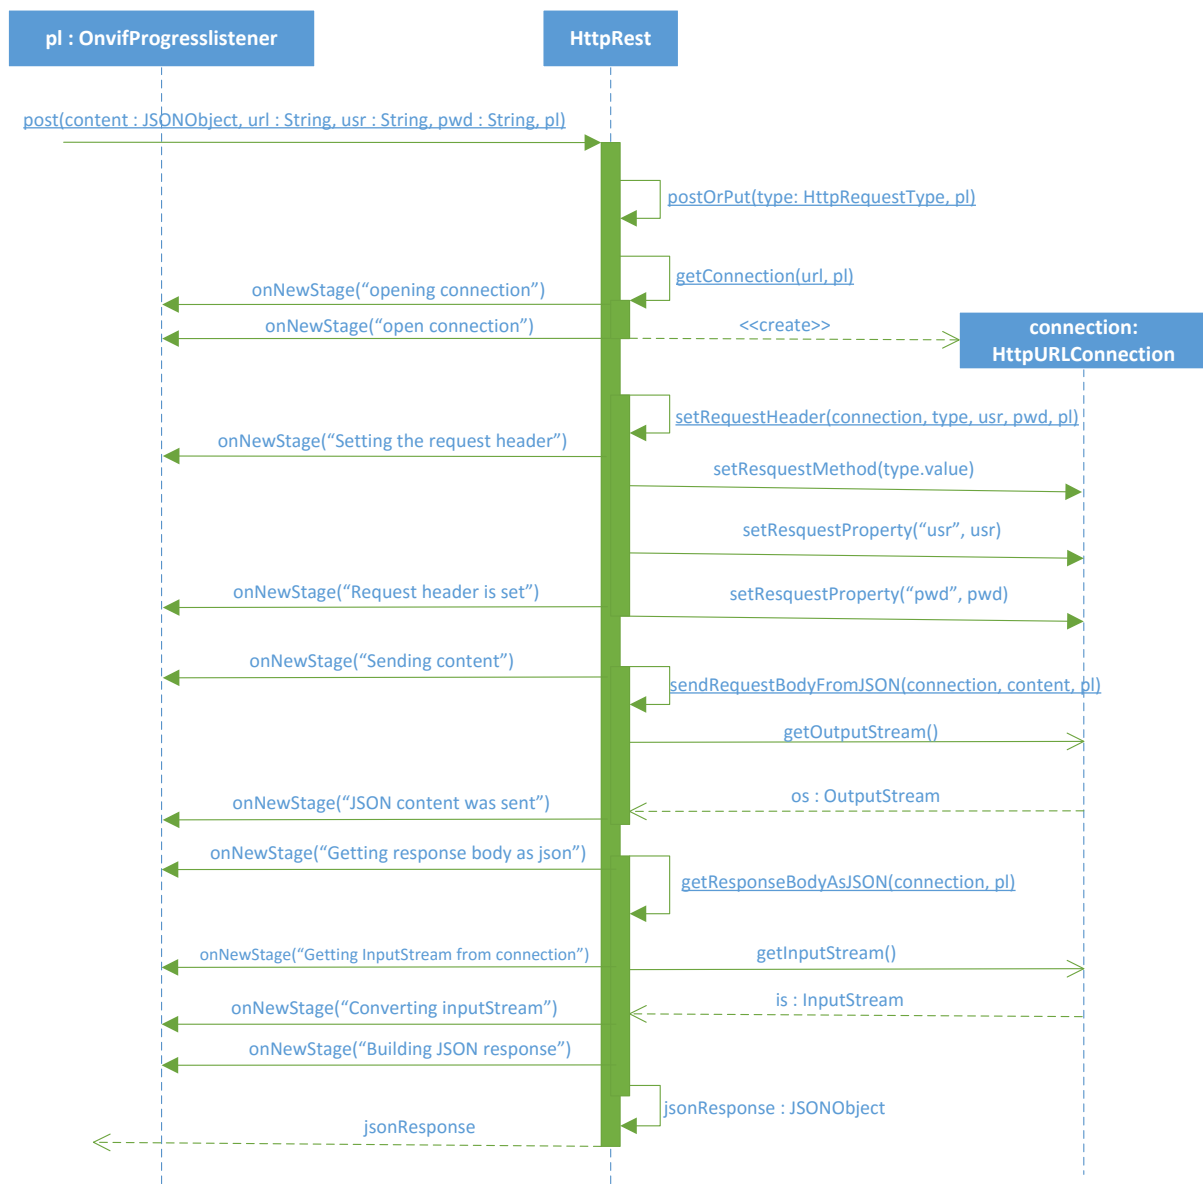 pl : OnvifProgresslistener
HttpRest
post(content : JSONObject, url : String, usr : String, pwd : String, pl)
postOrPut(type: HttpRequestType, pl)
getConnection(url, pl)
onNewStage(“opening connection”)
onNewStage(“open connection”)
<<create>>
connection:
HttpURLConnection
setRequestHeader(connection, type, usr, pwd, pl)
onNewStage(“Setting the request header”)
setResquestMethod(type.value)
setResquestProperty(“usr”, usr)
onNewStage(“Request header is set”)
setResquestProperty(“pwd”, pwd)
onNewStage(“Sending content”)
sendRequestBodyFromJSON(connection, content, pl)
getOutputStream()
os : OutputStream
onNewStage(“JSON content was sent”)
onNewStage(“Getting response body as json”)
getResponseBodyAsJSON(connection, pl)
onNewStage(“Getting InputStream from connection”)
getInputStream()
is : InputStream
onNewStage(“Converting inputStream”)
onNewStage(“Building JSON response”)
jsonResponse : JSONObject
jsonResponse